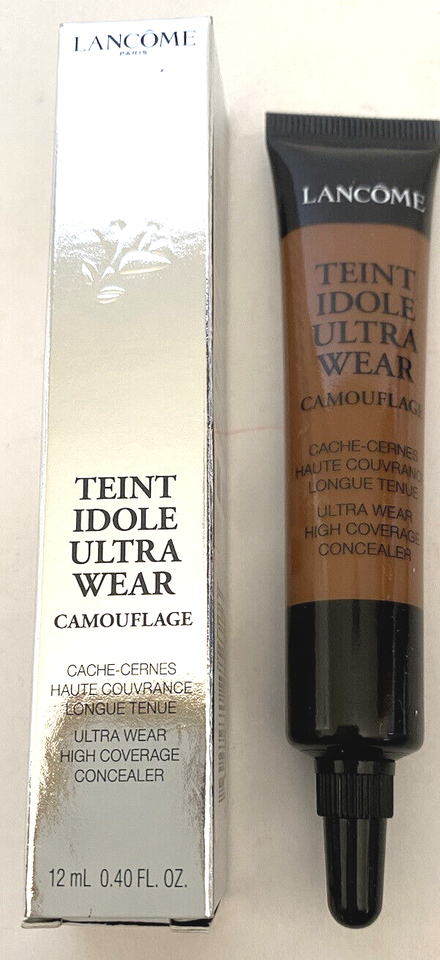 LANCÔME
PARIS
TEINT
IDOLE
ULTRA
WEAR
CAMOUFLAGE
CACHE-CERNES
HAUTE COUVRANCE
LONGUE TENUE
ULTRA WEAR
HIGH COVERAGE
CONCEALER
12 mL 0.40 FL. OZ.
LANCÔME
TEINT
IDOLE
ULTRA
WEAR
CAMOUFLAGE
CACHE-CERNES
HAUTE COUVRANCE
LONGUE TENUE
ULTRA WEAR
HIGH COVERAGE
CONCEALER